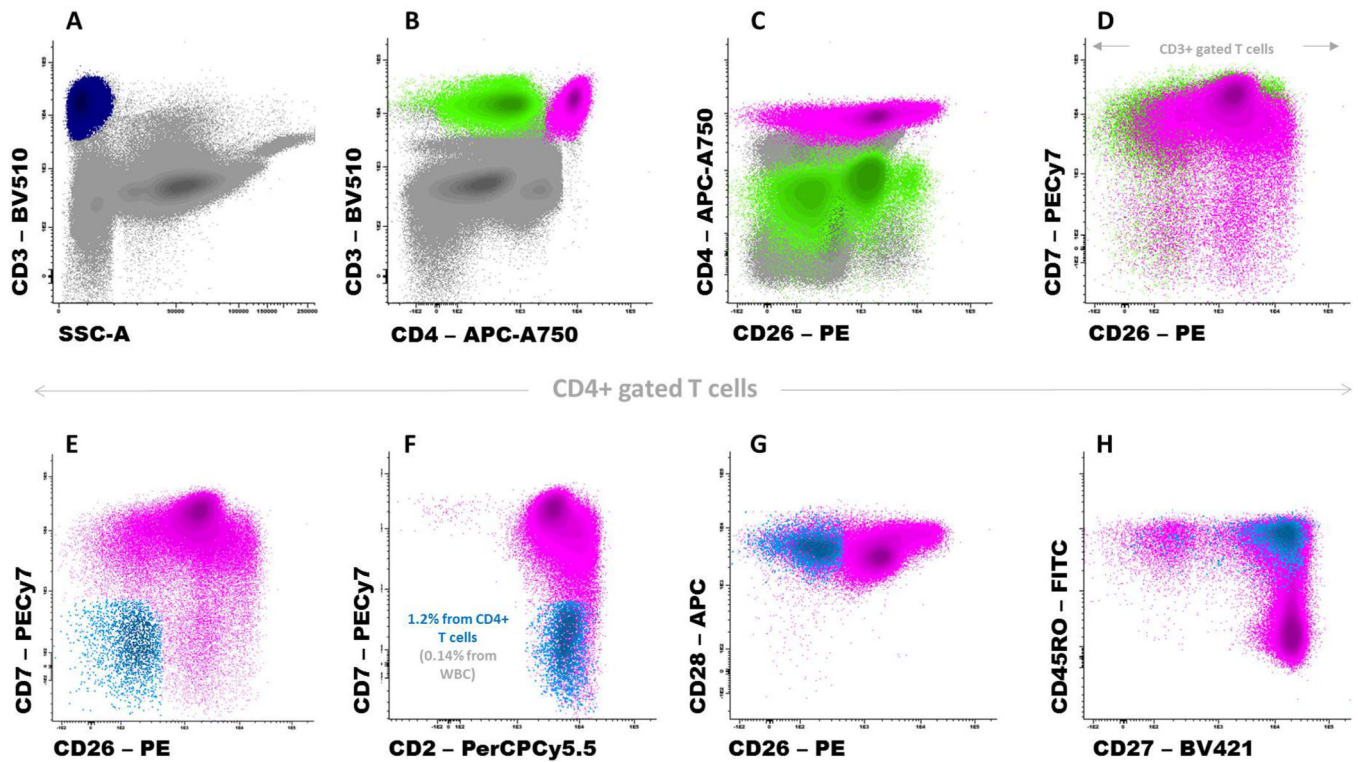 A
B
C
D
CD3 – BV510
SSC-A
CD3 – BV510
CD4 – APC-A750
CD4 – APC-A750
CD26 – PE
CD3+ gated T cells
CD7 – PECy7
CD26 – PE
CD4+ gated T cells
E
F
G
H
CD7 – PECy7
CD26 – PE
CD7 – PECy7
1.2% from CD4+
T cells
(0.14% from
WBC)
CD2 – PerCPCy5.5
CD28 – APC
CD26 – PE
CD45RO – FITC
CD27 – BV421